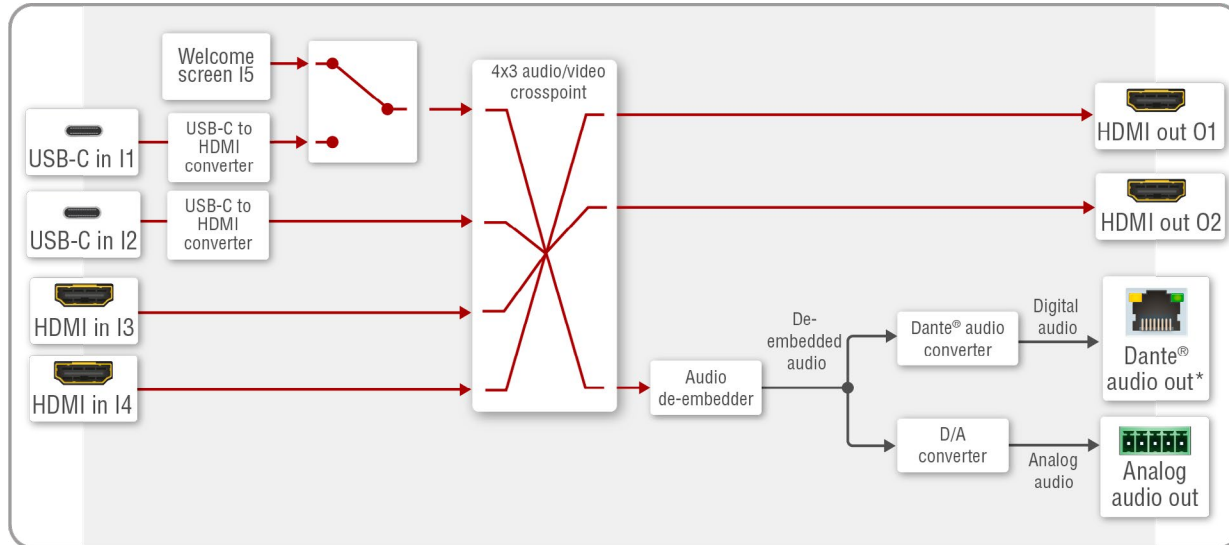 Welcome
screen I5
USB-C in I1
USB-C to
HDMI
converter
USB-C in I2
USB-C to
HDMI
converter
HDMI in I3
HDMI in I4
4x3 audio/video
crosspoint
HDMI out O1
HDMI out O2
Audio
de-embedder
De-
embedded
audio
Dante® audio
converter
Digital
audio
Dante®
audio out*
D/A
converter
Analog
audio
Analog
audio out